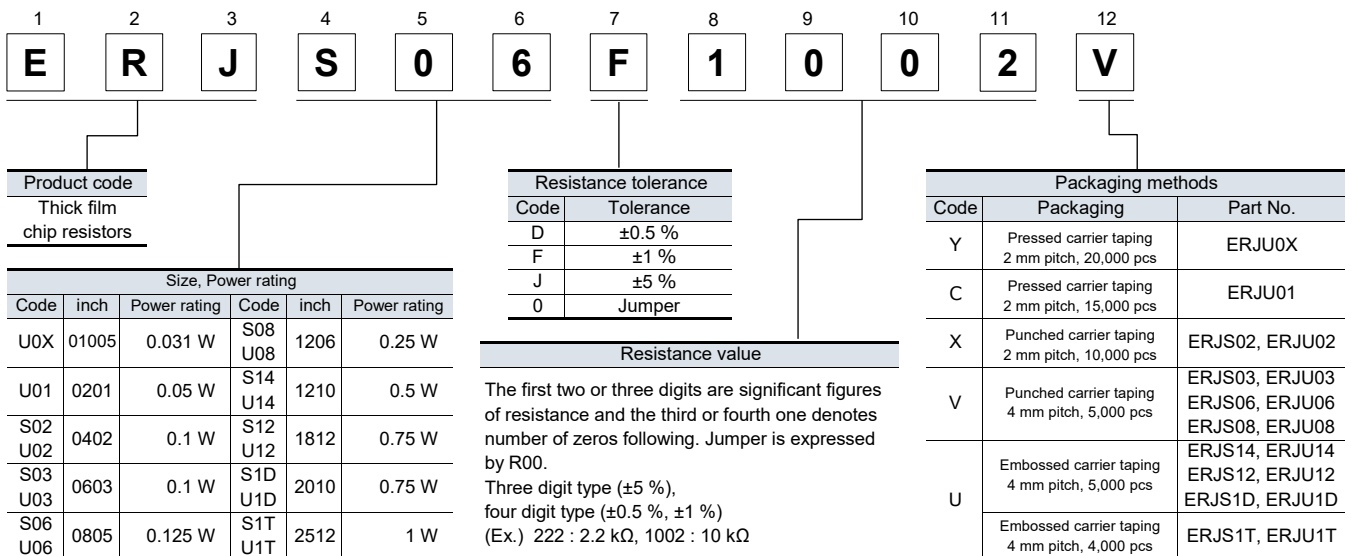 1 2 3 4 5 6 7 8 9 10 11 12
E R J S 0 6 F 1 0 0 2 V
Product code
Thick film
chip resistors
Size, Power rating
Code inch Power rating Code inch Power rating
U0X 01005 0.031 W S08 U08 1206 0.25 W
U01 0201 0.05 W S14 U14 1210 0.5 W
S02 U02 0402 0.1 W S12 U12 1812 0.75 W
S03 U03 0603 0.1 W S1D U1D 2010 0.75 W
S06 U06 0805 0.125 W S1T U1T 2512 1 W
Resistance tolerance
Code Tolerance
D ±0.5 %
F ±1 %
J ±5 %
0 Jumper
Resistance value
The first two or three digits are significant figures
of resistance and the third or fourth one denotes
number of zeros following. Jumper is expressed
by R00.
Three digit type (±5 %),
four digit type (±0.5 %, ±1 %)
(Ex.) 222 : 2.2 kΩ, 1002 : 10 kΩ
Packaging methods
Code Packaging Part No.
Y Pressed carrier taping 2 mm pitch, 20,000 pcs ERJU0X
C Pressed carrier taping 2 mm pitch, 15,000 pcs ERJU01
X Punched carrier taping 2 mm pitch, 10,000 pcs ERJS02, ERJU02
V Punched carrier taping 4 mm pitch, 5,000 pcs ERJS03, ERJU03
ERJS06, ERJU06
ERJS08, ERJU08
U Embossed carrier taping 4 mm pitch, 5,000 pcs ERJS14, ERJU14
ERJS12, ERJU12
ERJS1D, ERJU1D
Embossed carrier taping 4 mm pitch, 4,000 pcs ERJS1T, ERJU1T